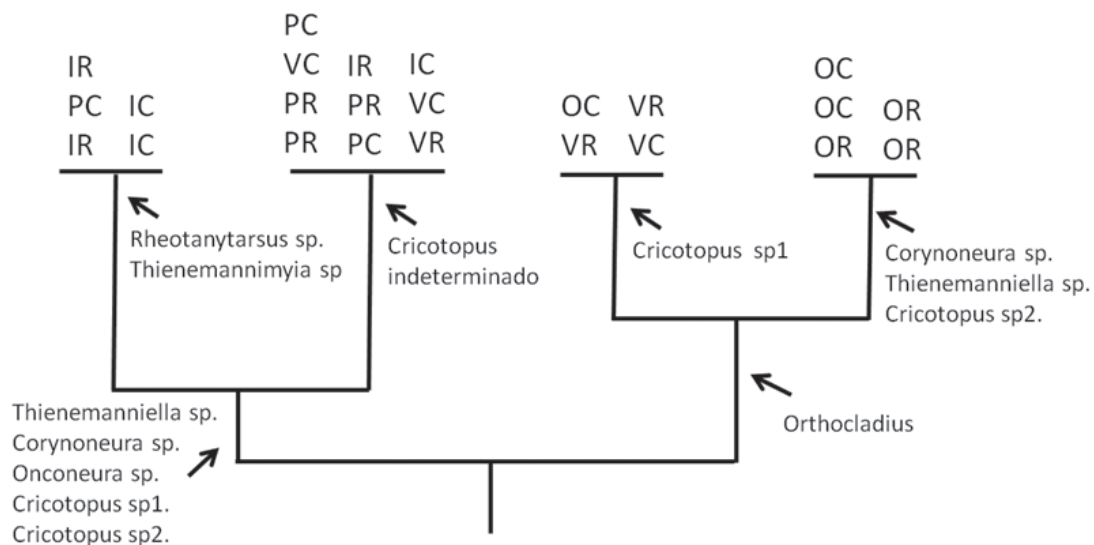 IR
PC IC
IR IC
PC
VC IR IC
PR PR VC
PR PC VR
OC VR
VR VC
OC
OC OR
OR OR
Rheotanytarsus sp.
Thienemannimyia sp
Cricotopus
indeterminado
Cricotopus sp1
Corynoneura sp.
Thienemanniella sp.
Cricotopus sp2.
Thienemanniella sp.
Corynoneura sp.
Onconeura sp.
Cricotopus sp1.
Cricotopus sp2.
Orthocladius